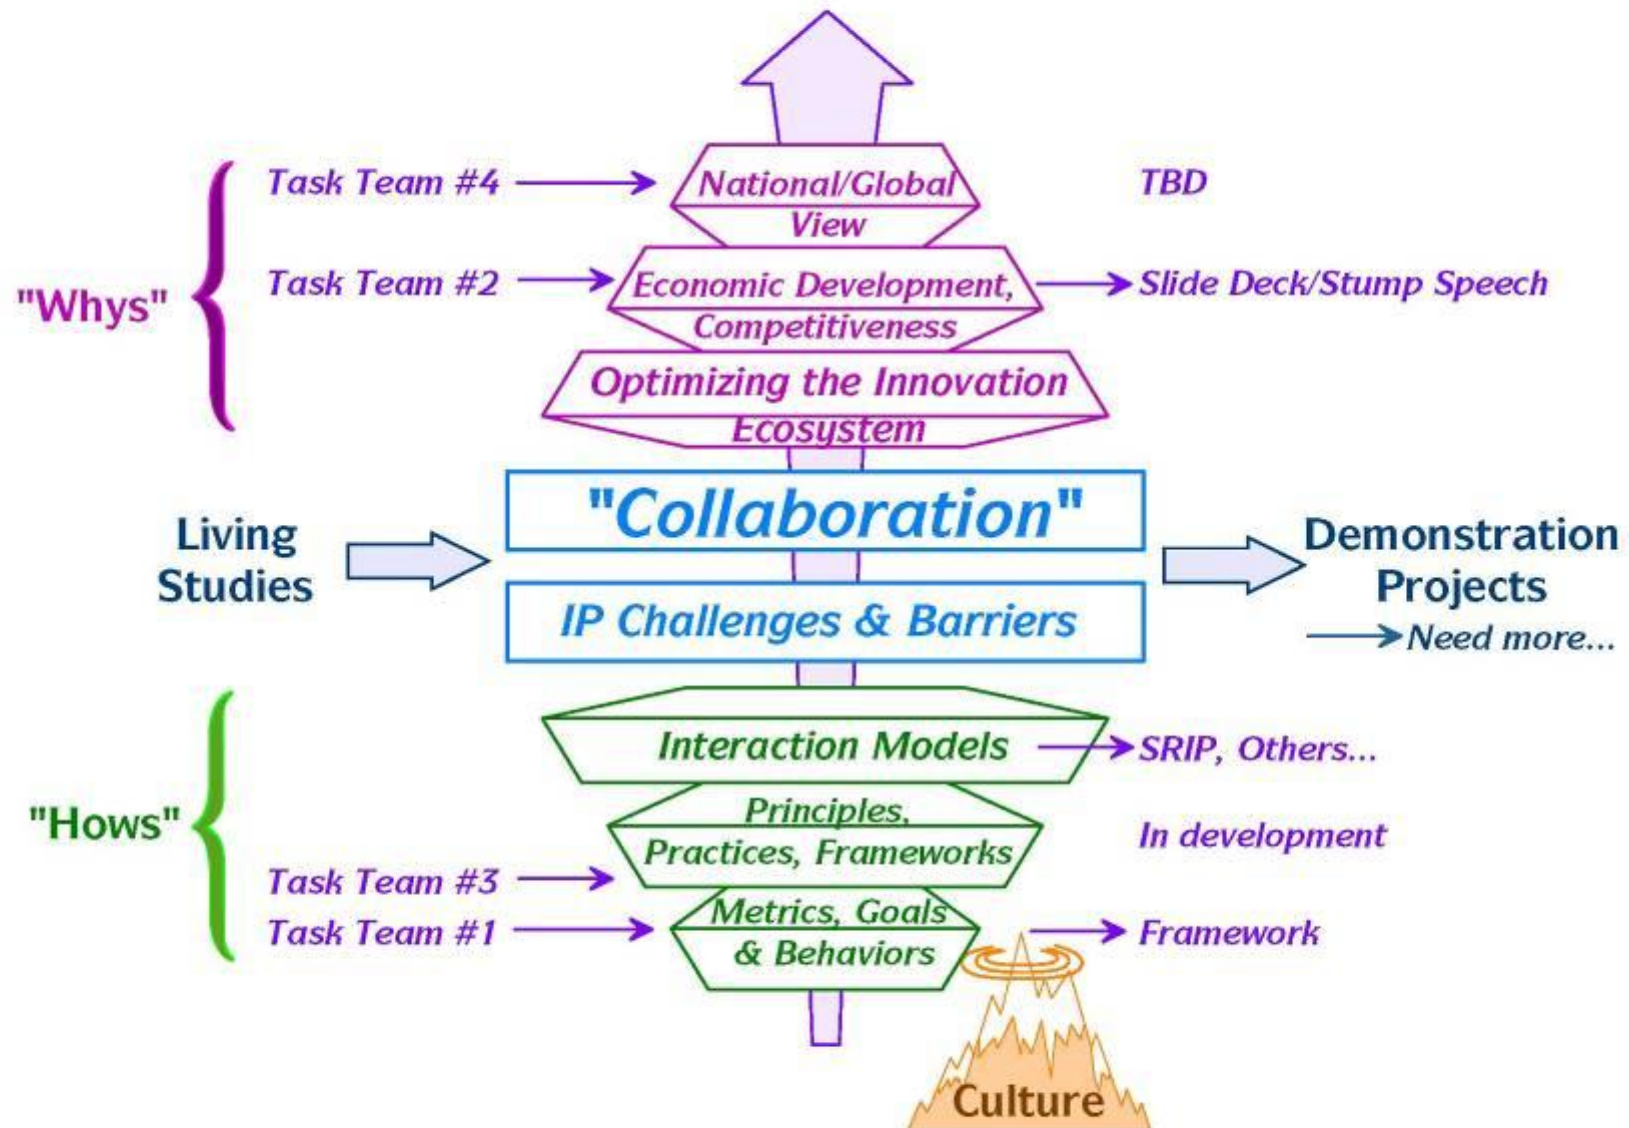 Task Team #4
National/Global
View
TBD
"Whys"
Task Team #2
Economic Development,
Competitiveness
Slide Deck/Stump Speech
Optimizing the Innovation
Ecosystem
Living
Studies
"Collaboration"
IP Challenges & Barriers
Demonstration
Projects
Need more...
"Hows"
Interaction Models
SRIP, Others...
Principles,
Practices, Frameworks
In development
Task Team #3
Task Team #1
Metrics, Goals
& Behaviors
Framework
Culture